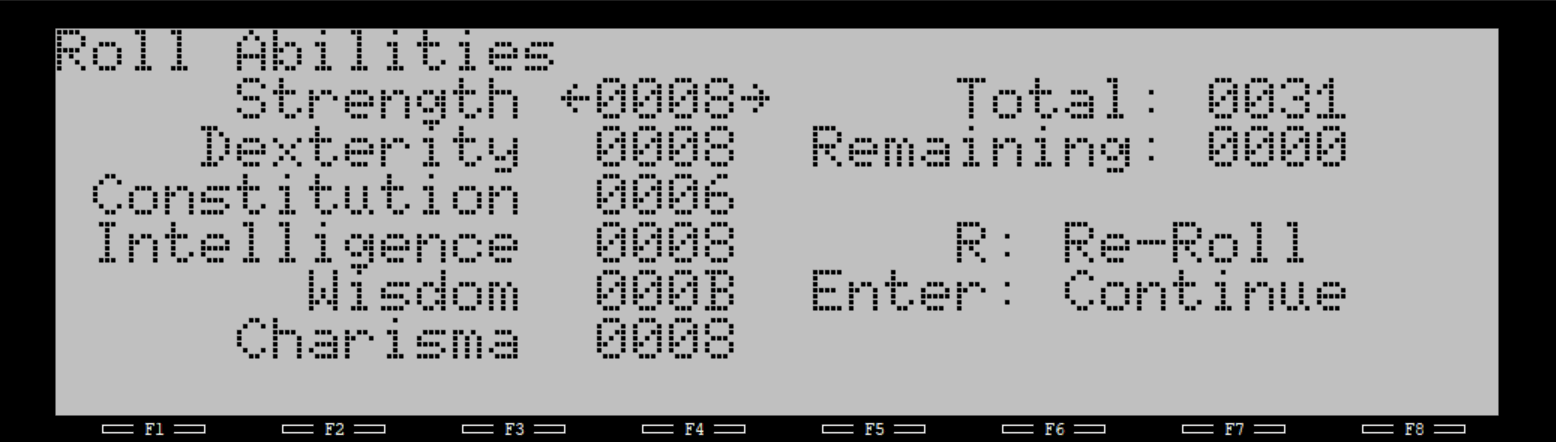 Roll Abilities
Strength ←0008→ Total: 0031
Dexterity 0008 Remaining: 0000
Constitution 0006
Intelligence 0008 R: Re-Roll
Wisdom 000B Enter: Continue
Charisma 0008
F1 F2 F3 F4 F5 F6 F7 F8